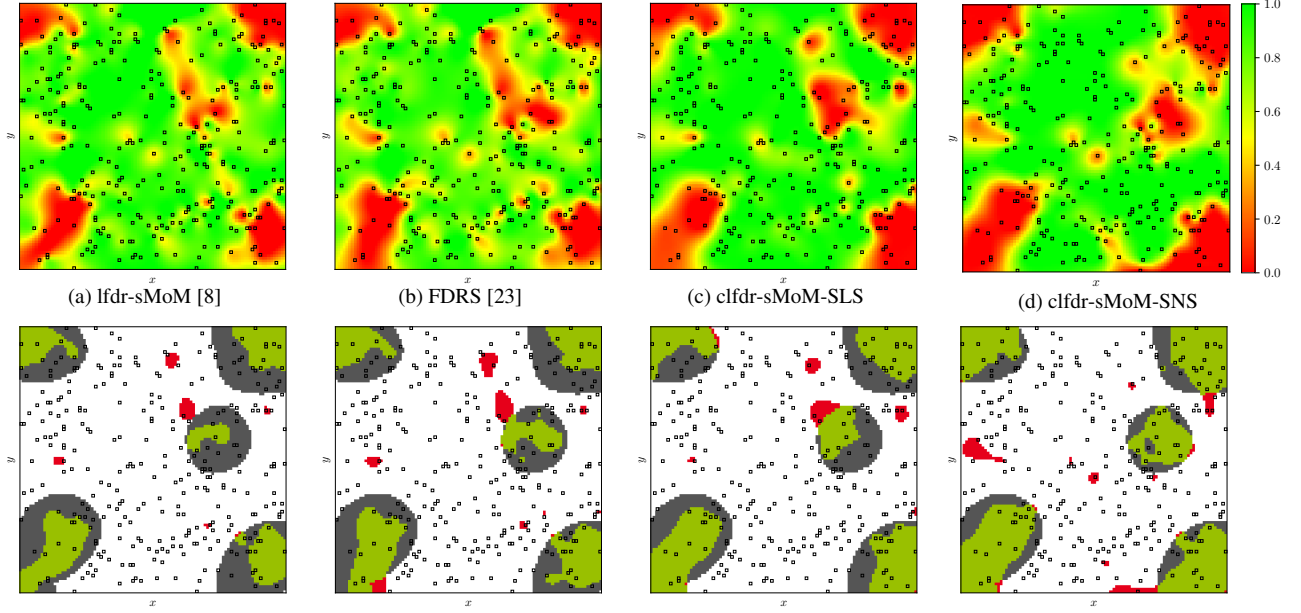 1.0
0.8
0.6
0.4
0.2
0.0
y
y
y
y
x
x
x
x
(a) lfdr-sMoM [8]
(b) FDRS [23]
(c) clfdr-sMoM-SLS
(d) clfdr-sMoM-SNS
y
y
y
y
x
x
x
x